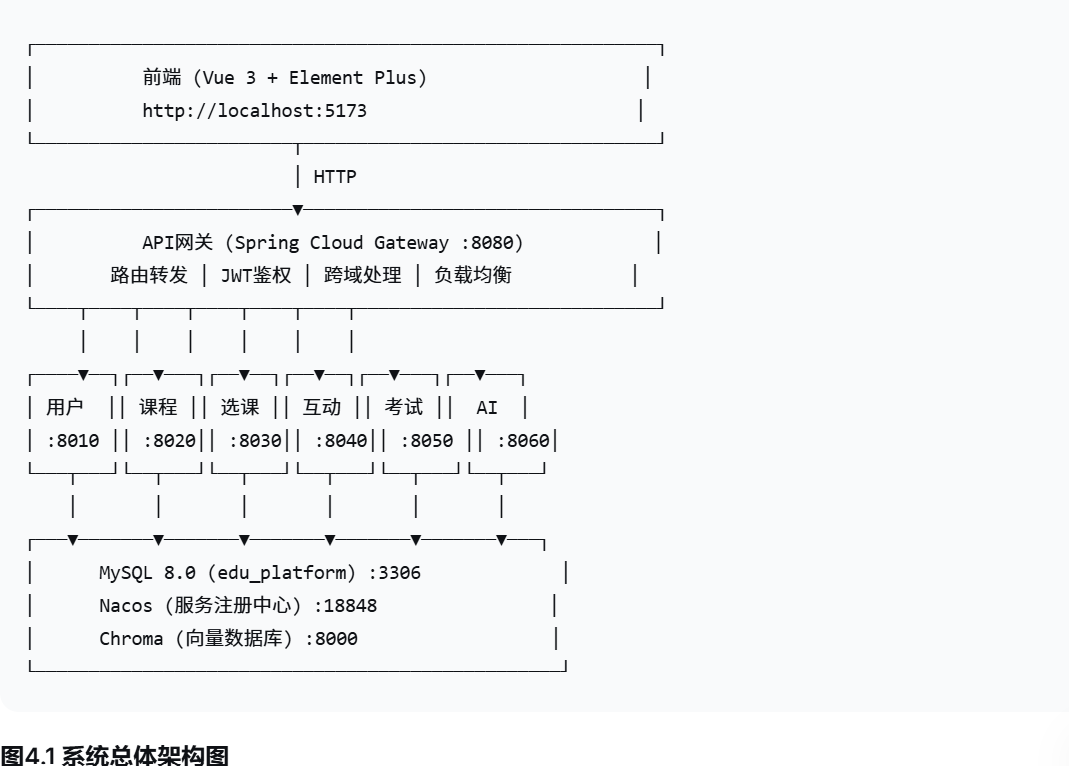 前端 (Vue 3 + Element Plus)
http://localhost:5173
HTTP
API网关 (Spring Cloud Gateway :8080)
路由转发 │ JWT鉴权 │ 跨域处理 │ 负载均衡
│ 用户 ││ 课程 ││ 选课 ││ 互动 ││ 考试 ││ AI │
│ :8010 ││ :8020││ :8030││ :8040││ :8050 ││ :8060│
MySQL 8.0 (edu_platform) :3306
Nacos (服务注册中心) :18848
Chroma (向量数据库) :8000
图4.1 系统总体架构图